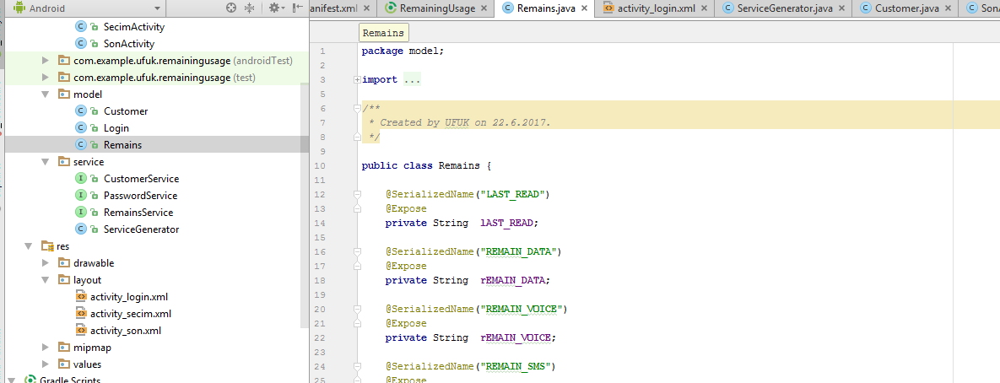 Android
anifest.xml
RemainingUsage
Remains.java
activity_login.xml
ServiceGenerator.java
Customer.java
SonA
SecimActivity
SonActivity
com.example.ufuk.remainingusage (androidTest)
com.example.ufuk.remainingusage (test)
model
Customer
Login
Remains
service
CustomerService
PasswordService
RemainsService
ServiceGenerator
res
drawable
layout
activity_login.xml
activity_secim.xml
activity_son.xml
mipmap
values
Gradle Scripts
Remains
1 package model;
2
3 import ...
5
6 /**
7 * Created by UFUK on 22.6.2017.
8 */
9
10 public class Remains {
11
12 @SerializedName("LAST_READ")
13 @Expose
14 private String lAST_READ;
15
16 @SerializedName("REMAIN_DATA")
17 @Expose
18 private String rEMAIN_DATA;
19
20 @SerializedName("REMAIN_VOICE")
21 @Expose
22 private String rEMAIN_VOICE;
23
24 @SerializedName("REMAIN_SMS")
25 @Expose